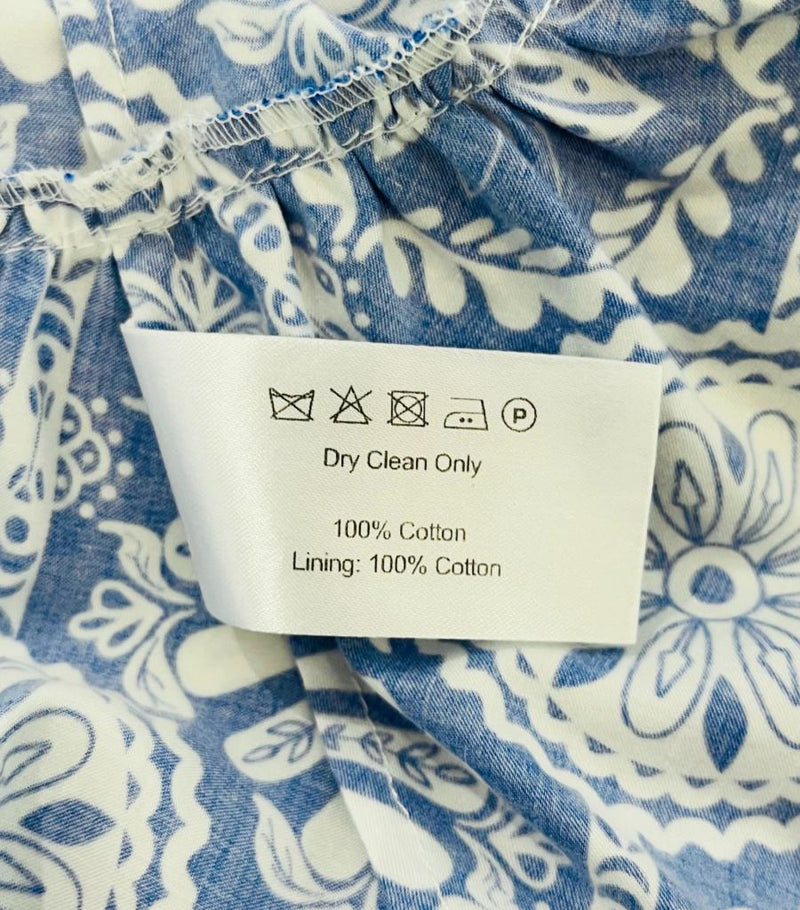 P
Dry Clean Only
100% Cotton
Lining: 100% Cotton